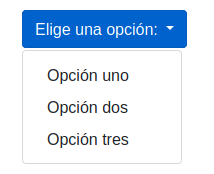 Elige una opción:
Opción uno
Opción dos
Opción tres